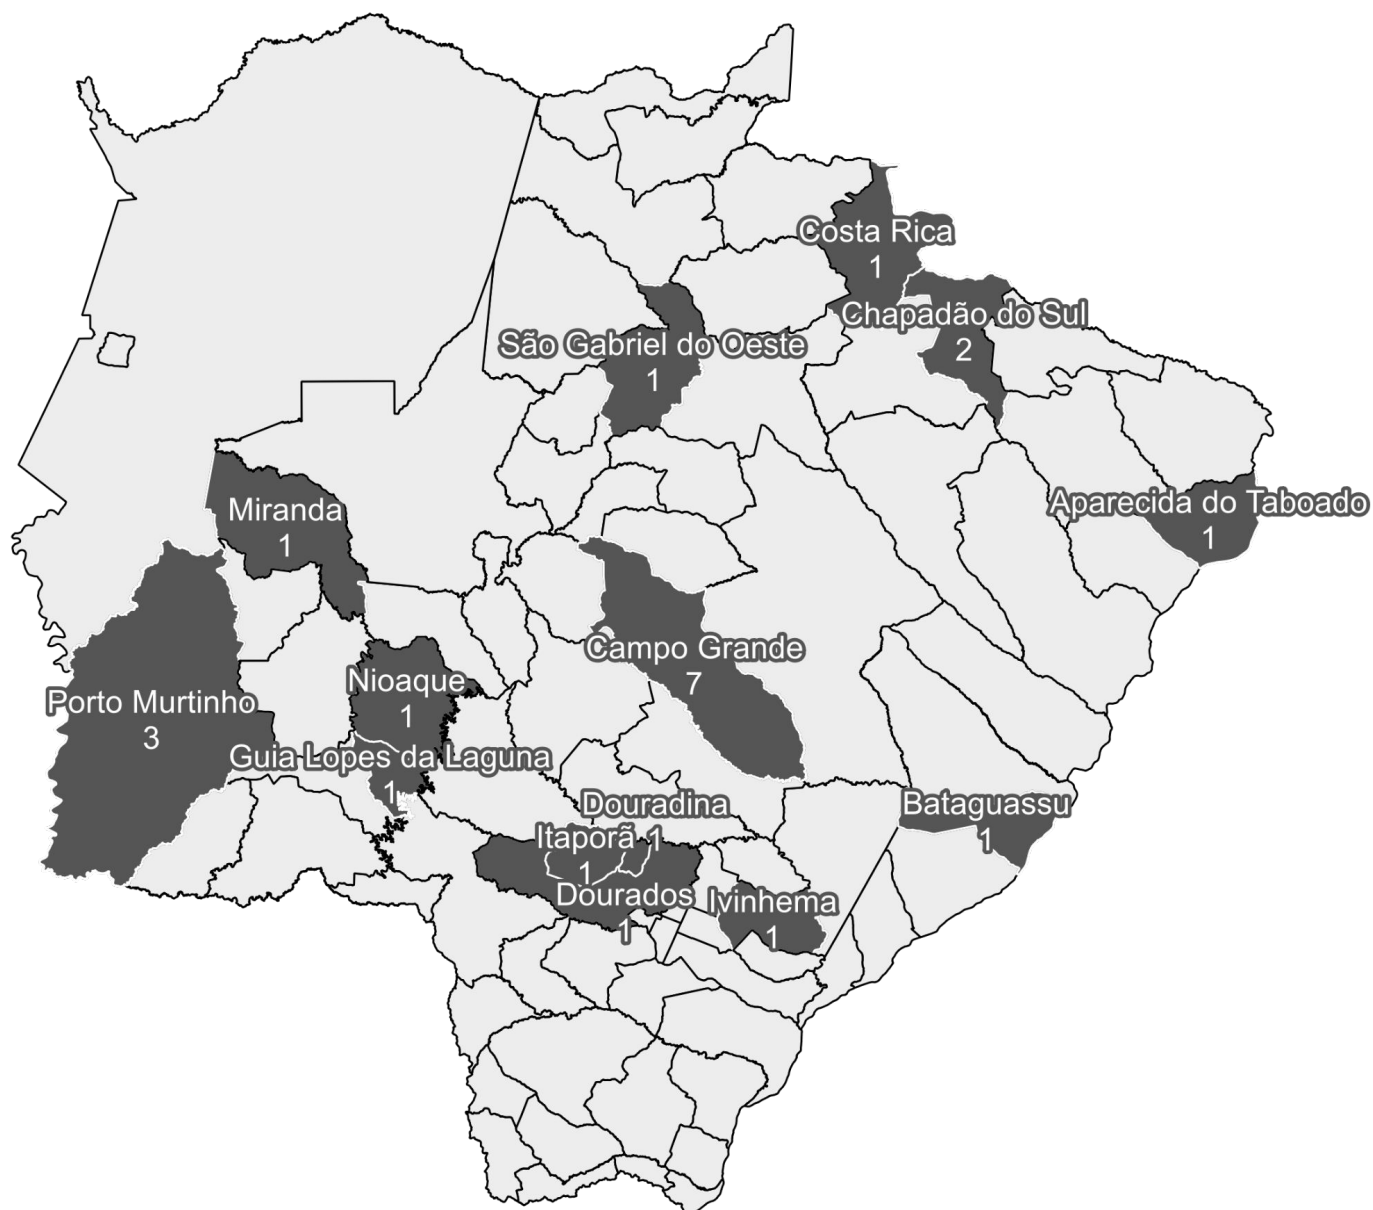 Costa Rica
1
Chapadão do Sul
2
São Gabriel do Oeste
1
Aparecida do Taboado
1
Miranda
1
Campo Grande
7
Nioaque
1
Porto Murtinho
3
Guia Lopes da Laguna
1
Douradina
1
Itaporã
1
Bataguassu
1
Dourados
1
Ivinhema
1